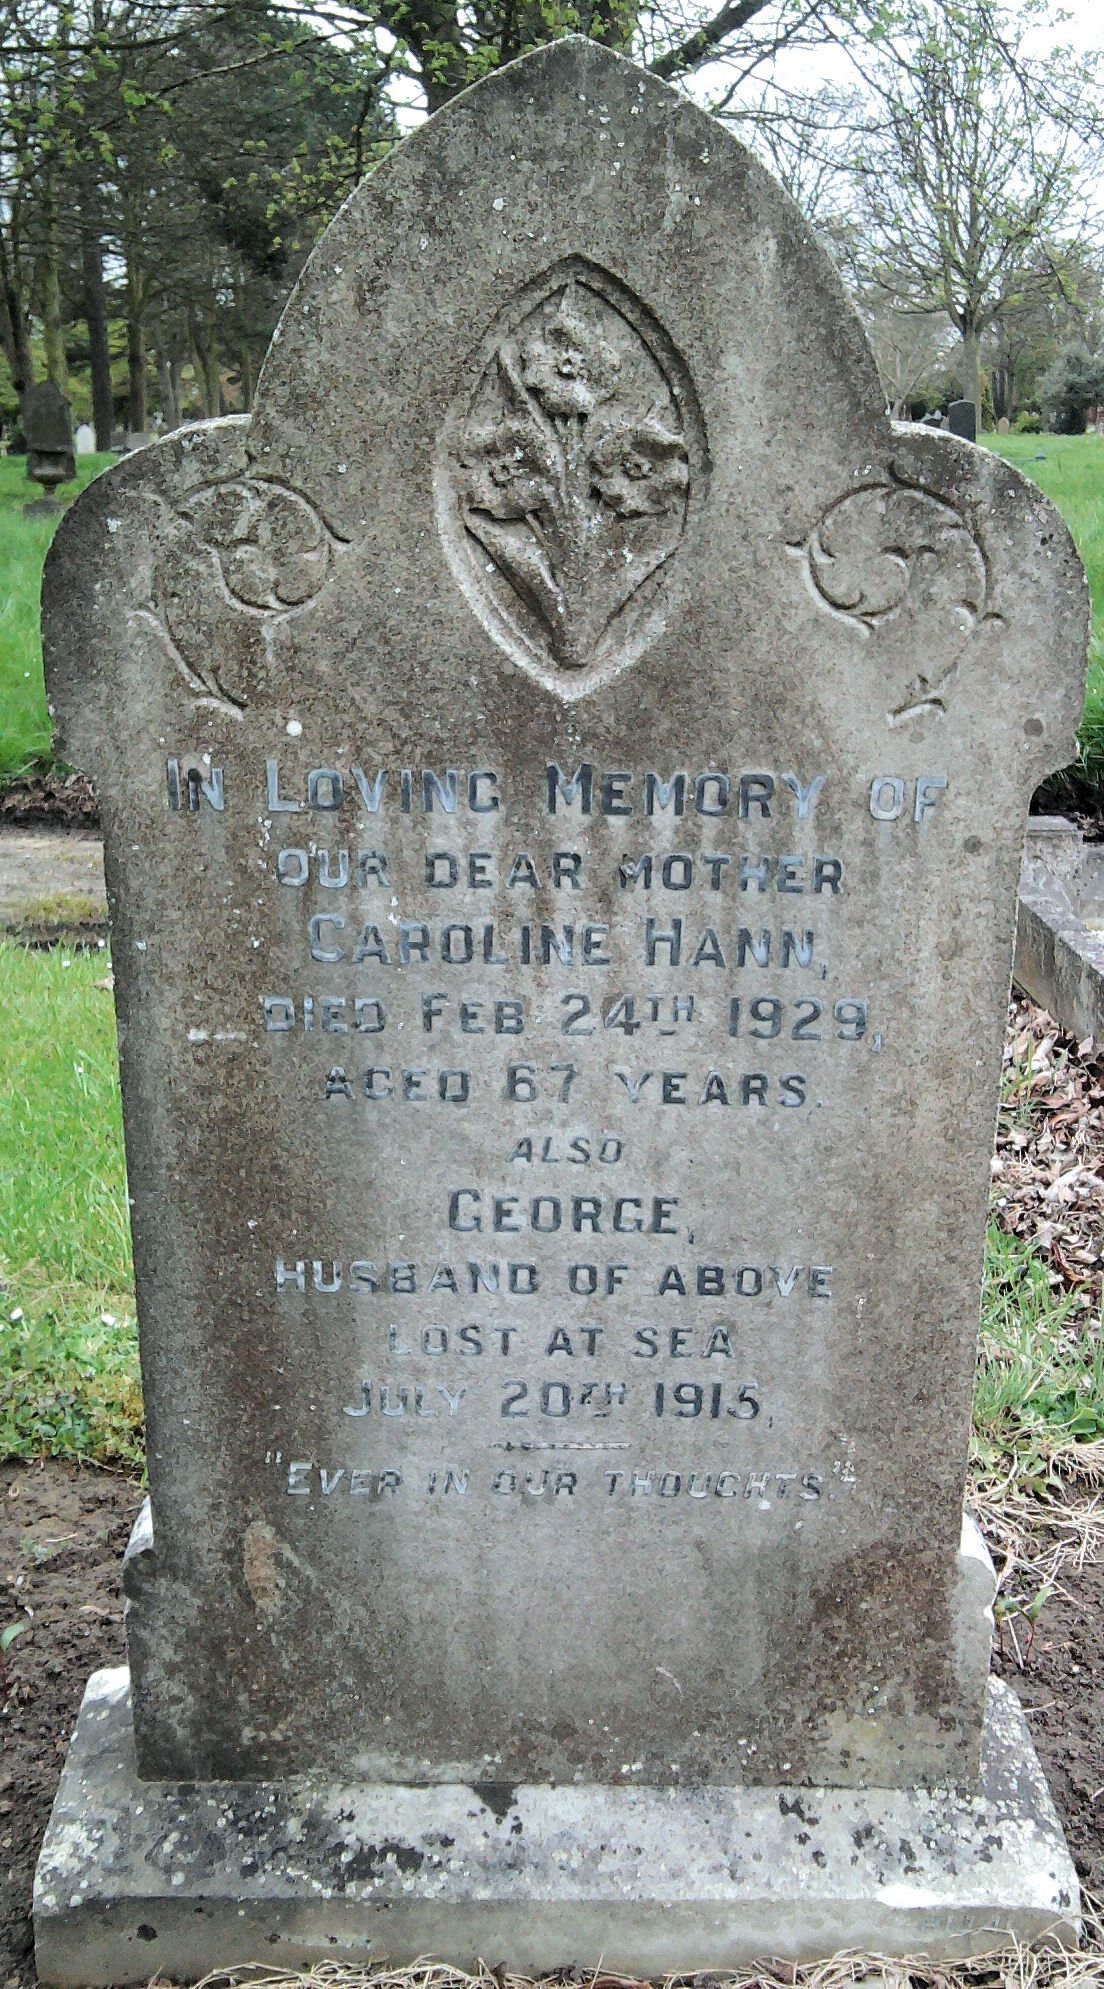 IN LOVING MEMORY OF
OUR DEAR MOTHER
CAROLINE HANN,
DIED FEB 24TH 1929,
AGED 67 YEARS.
ALSO
GEORGE,
HUSBAND OF ABOVE
LOST AT SEA
JULY 20TH 1915,
"EVER IN OUR THOUGHTS."